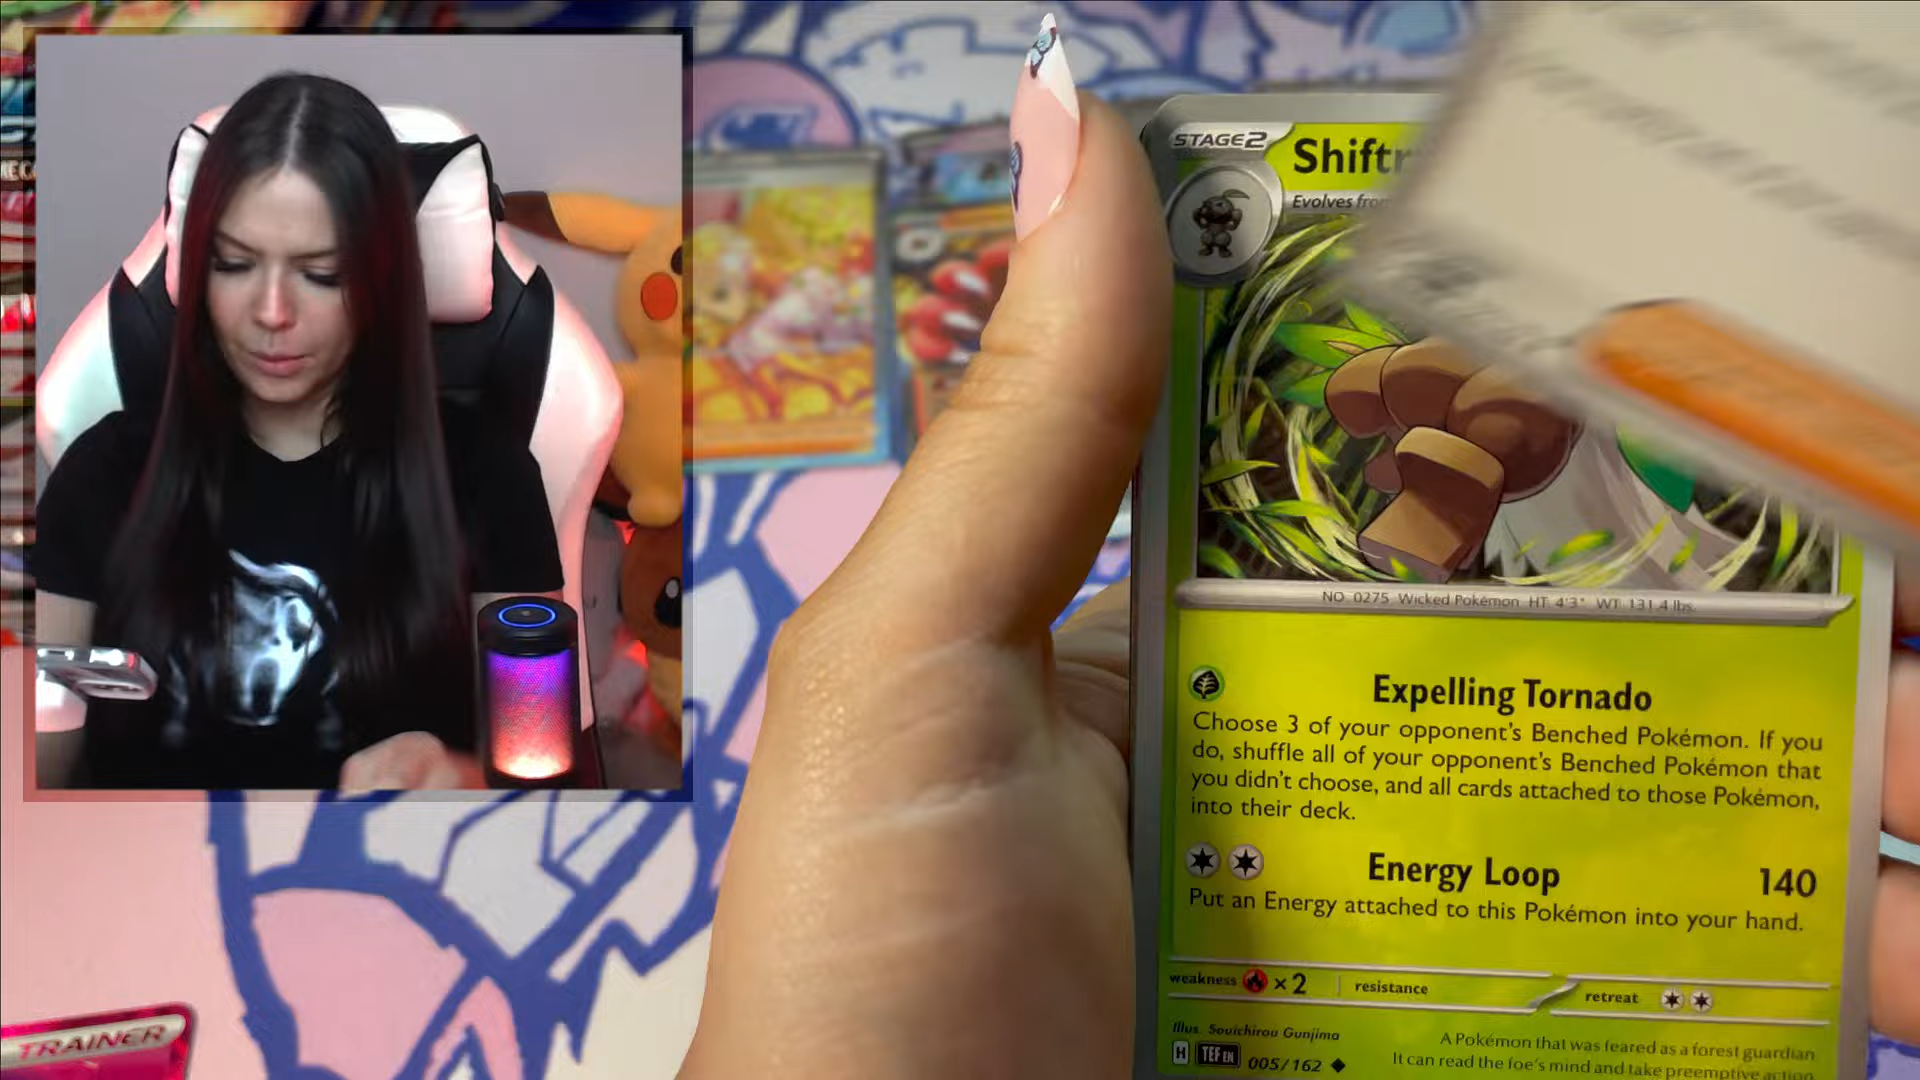 STAGE2
Shiftr
Evolves from
NO. 0275 Wicked Pokémon HT: 4'3" WT: 131.4 lbs.
Expelling Tornado
Choose 3 of your opponent's Benched Pokémon. If you
do, shuffle all of your opponent's Benched Pokémon that
you didn't choose, and all cards attached to those Pokémon,
into their deck.
Energy Loop 140
Put an Energy attached to this Pokémon into your hand.
weakness ×2 resistance retreat
Illus. Souichirou Gunjima
H TEF EN 005/162
A Pokémon that was feared as a forest guardian.
It can read the foe's mind and take preemptive action.
TRAINER